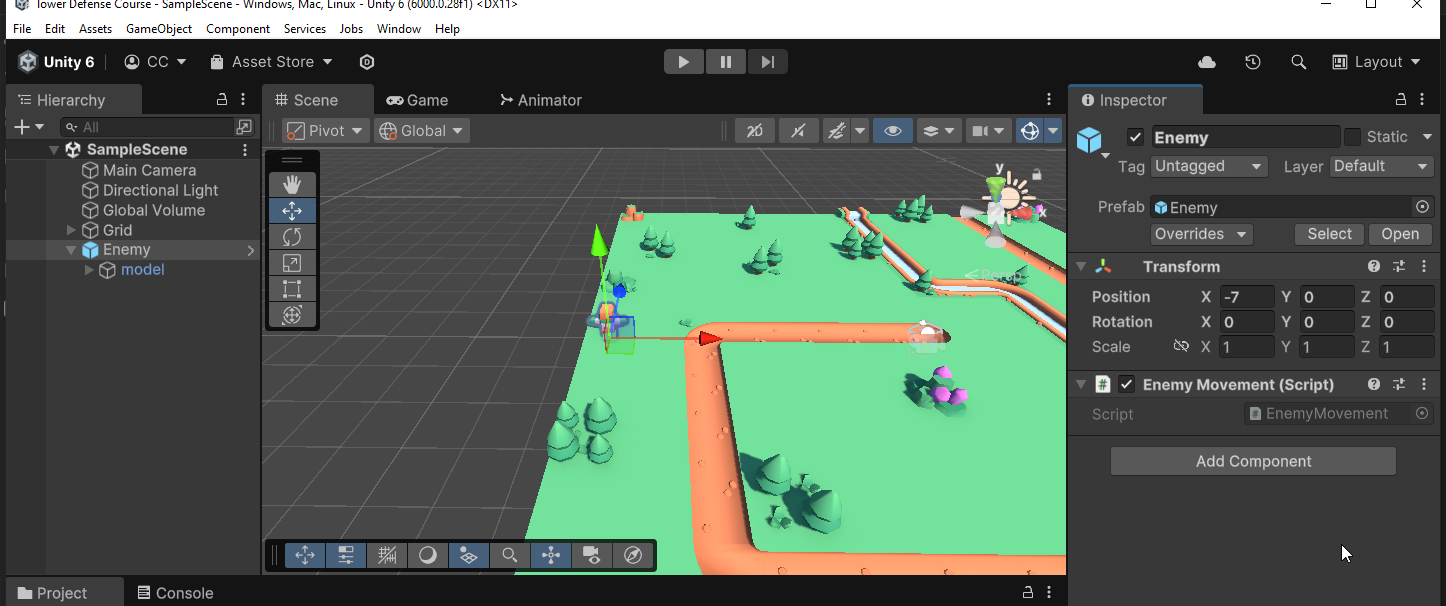 Tower Defense Course - SampleScene - Windows, Mac, Linux - Unity 6 (6000.0.28f1) <DX11>
File Edit Assets GameObject Component Services Jobs Window Help
Unity 6 CC Asset Store Layout
Hierarchy
All
SampleScene
Main Camera
Directional Light
Global Volume
Grid
Enemy
model
Scene Game Animator
Pivot Global 2D
y
x
Persp
Inspector
Enemy Static
Tag Untagged Layer Default
Prefab Enemy
Overrides Select Open
Transform
Position X -7 Y 0 Z 0
Rotation X 0 Y 0 Z 0
Scale X 1 Y 1 Z 1
# Enemy Movement (Script)
Script EnemyMovement
Add Component
Project Console